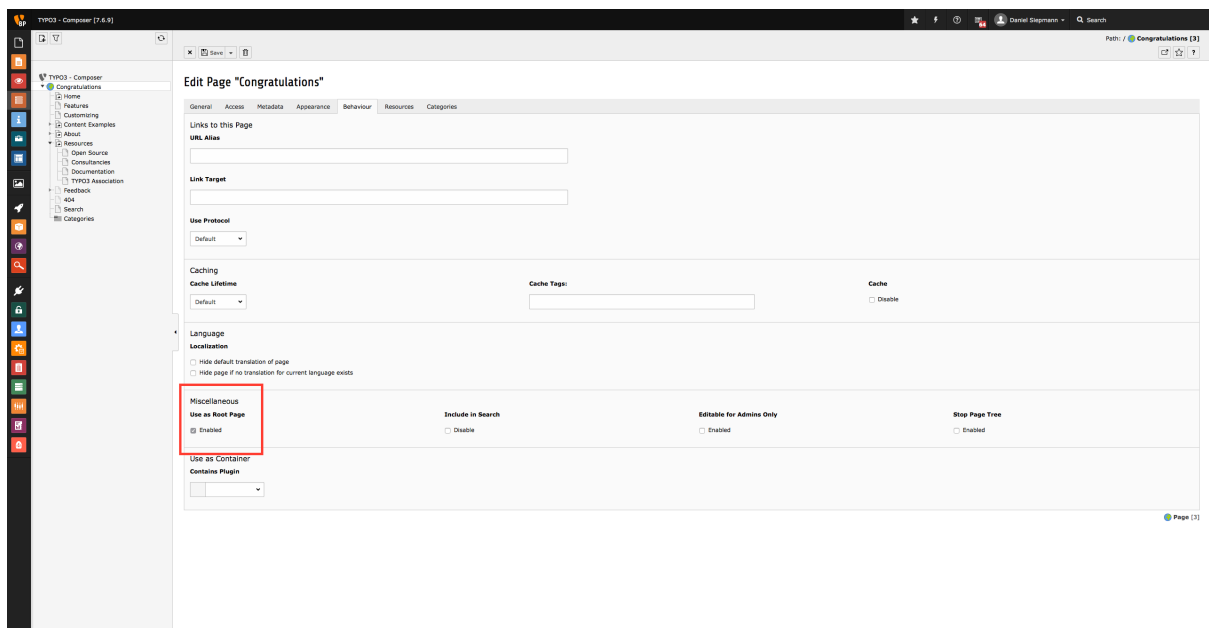 TYPO3 - Composer [7.6.9]
64
Daniel Siepmann
Search
Path: / Congratulations [3]
Save
TYPO3 - Composer
Congratulations
Home
Features
Customizing
Content Examples
About
Resources
Open Source
Consultancies
Documentation
TYPO3 Association
Feedback
404
Search
Categories
Edit Page "Congratulations"
General Access Metadata Appearance Behaviour Resources Categories
Links to this Page
URL Alias
Link Target
Use Protocol
Default
Caching
Cache Lifetime Cache Tags: Cache
Default Disable
Language
Localization
Hide default translation of page
Hide page if no translation for current language exists
Miscellaneous
Use as Root Page Include in Search Editable for Admins Only Stop Page Tree
Enabled Disable Enabled Enabled
Use as Container
Contains Plugin
Page [3]